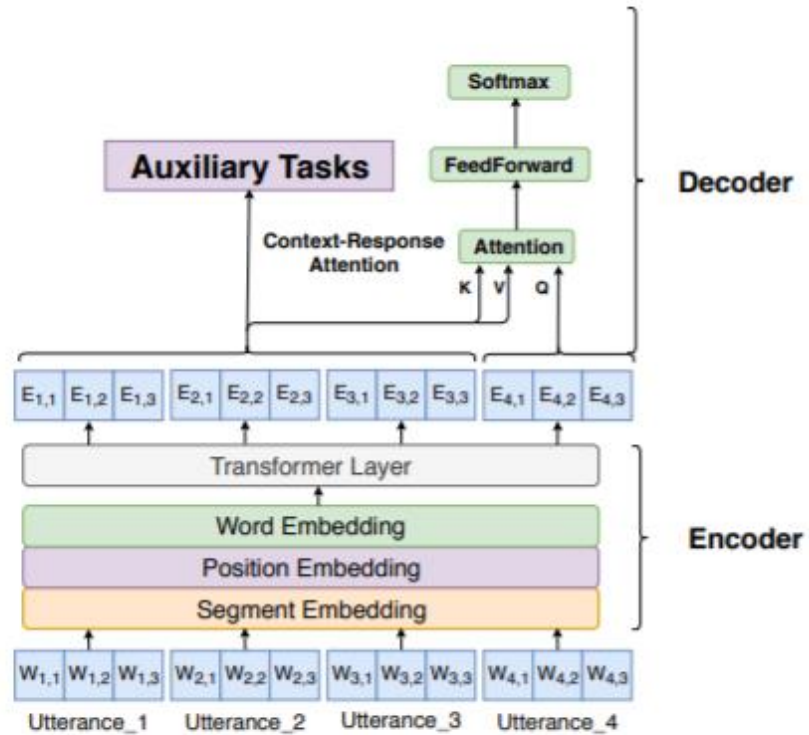 Softmax
FeedForward
Auxiliary Tasks
Decoder
Context-Response
Attention
Attention
K V Q
E1,1 E1,2 E1,3 E2,1 E2,2 E2,3 E3,1 E3,2 E3,3 E4,1 E4,2 E4,3
Transformer Layer
Word Embedding
Position Embedding
Segment Embedding
Encoder
W1,1 W1,2 W1,3 W2,1 W2,2 W2,3 W3,1 W3,2 W3,3 W4,1 W4,2 W4,3
Utterance_1 Utterance_2 Utterance_3 Utterance_4